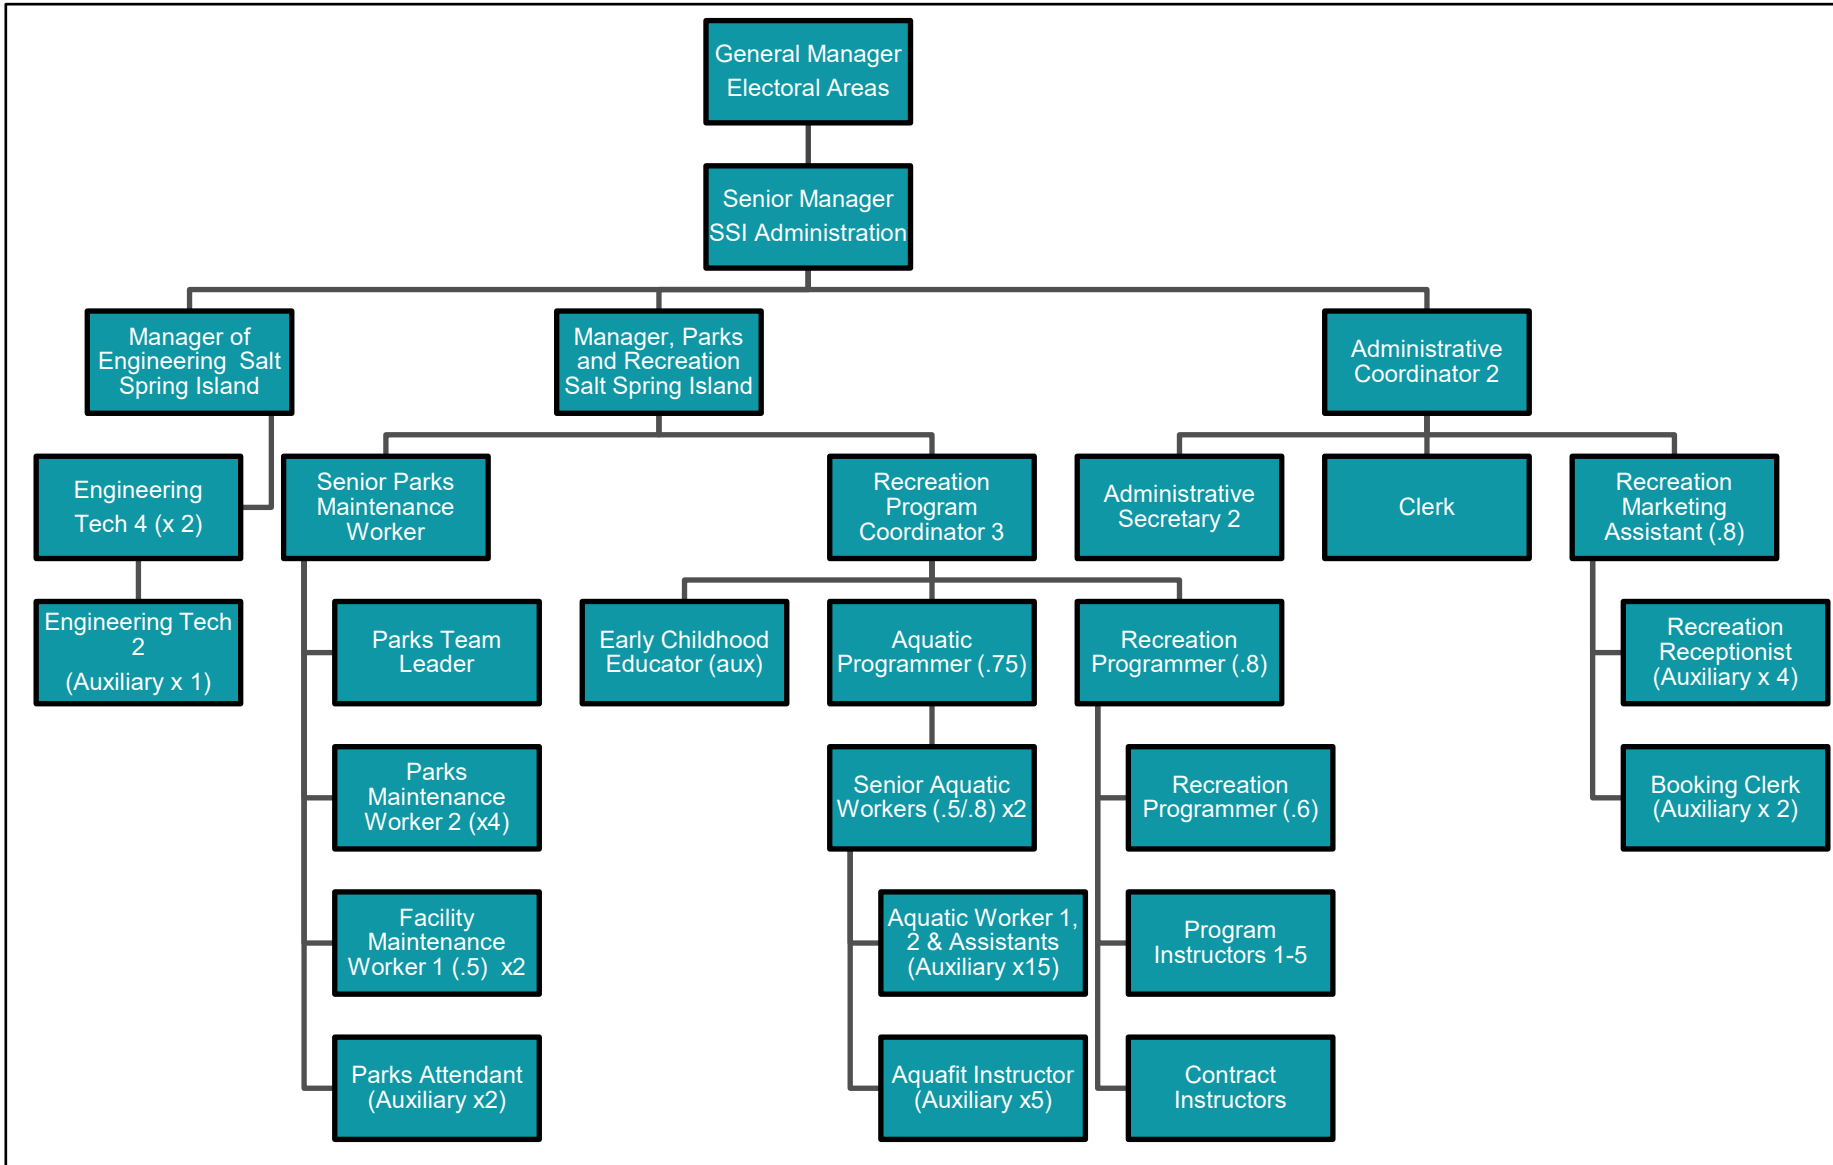 General Manager
Electoral Areas
Senior Manager
SSI Administration
Manager of
Engineering  Salt
Spring Island
Manager, Parks
and Recreation
Salt Spring Island
Administrative
Coordinator 2
Engineering
Tech 4 (x 2)
Senior Parks
Maintenance
Worker
Recreation
Program
Coordinator 3
Administrative
Secretary 2
Clerk
Recreation
Marketing
Assistant (.8)
Engineering Tech
2
(Auxiliary x 1)
Parks Team
Leader
Early Childhood
Educator (aux)
Aquatic
Programmer (.75)
Recreation
Programmer (.8)
Recreation
Receptionist
(Auxiliary x 4)
Parks
Maintenance
Worker 2 (x4)
Senior Aquatic
Workers (.5/.8) x2
Recreation
Programmer (.6)
Booking Clerk
(Auxiliary x 2)
Facility
Maintenance
Worker 1 (.5)  x2
Aquatic Worker 1,
2 & Assistants
(Auxiliary x15)
Program
Instructors 1-5
Parks Attendant
(Auxiliary x2)
Aquafit Instructor
(Auxiliary x5)
Contract
Instructors